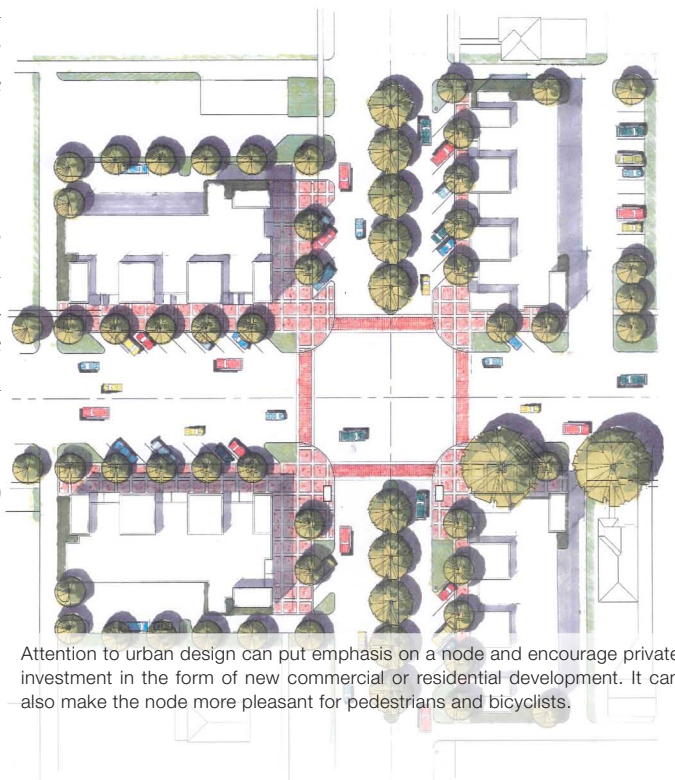 Attention to urban design can put emphasis on a node and encourage private
investment in the form of new commercial or residential development. It can
also make the node more pleasant for pedestrians and bicyclists.